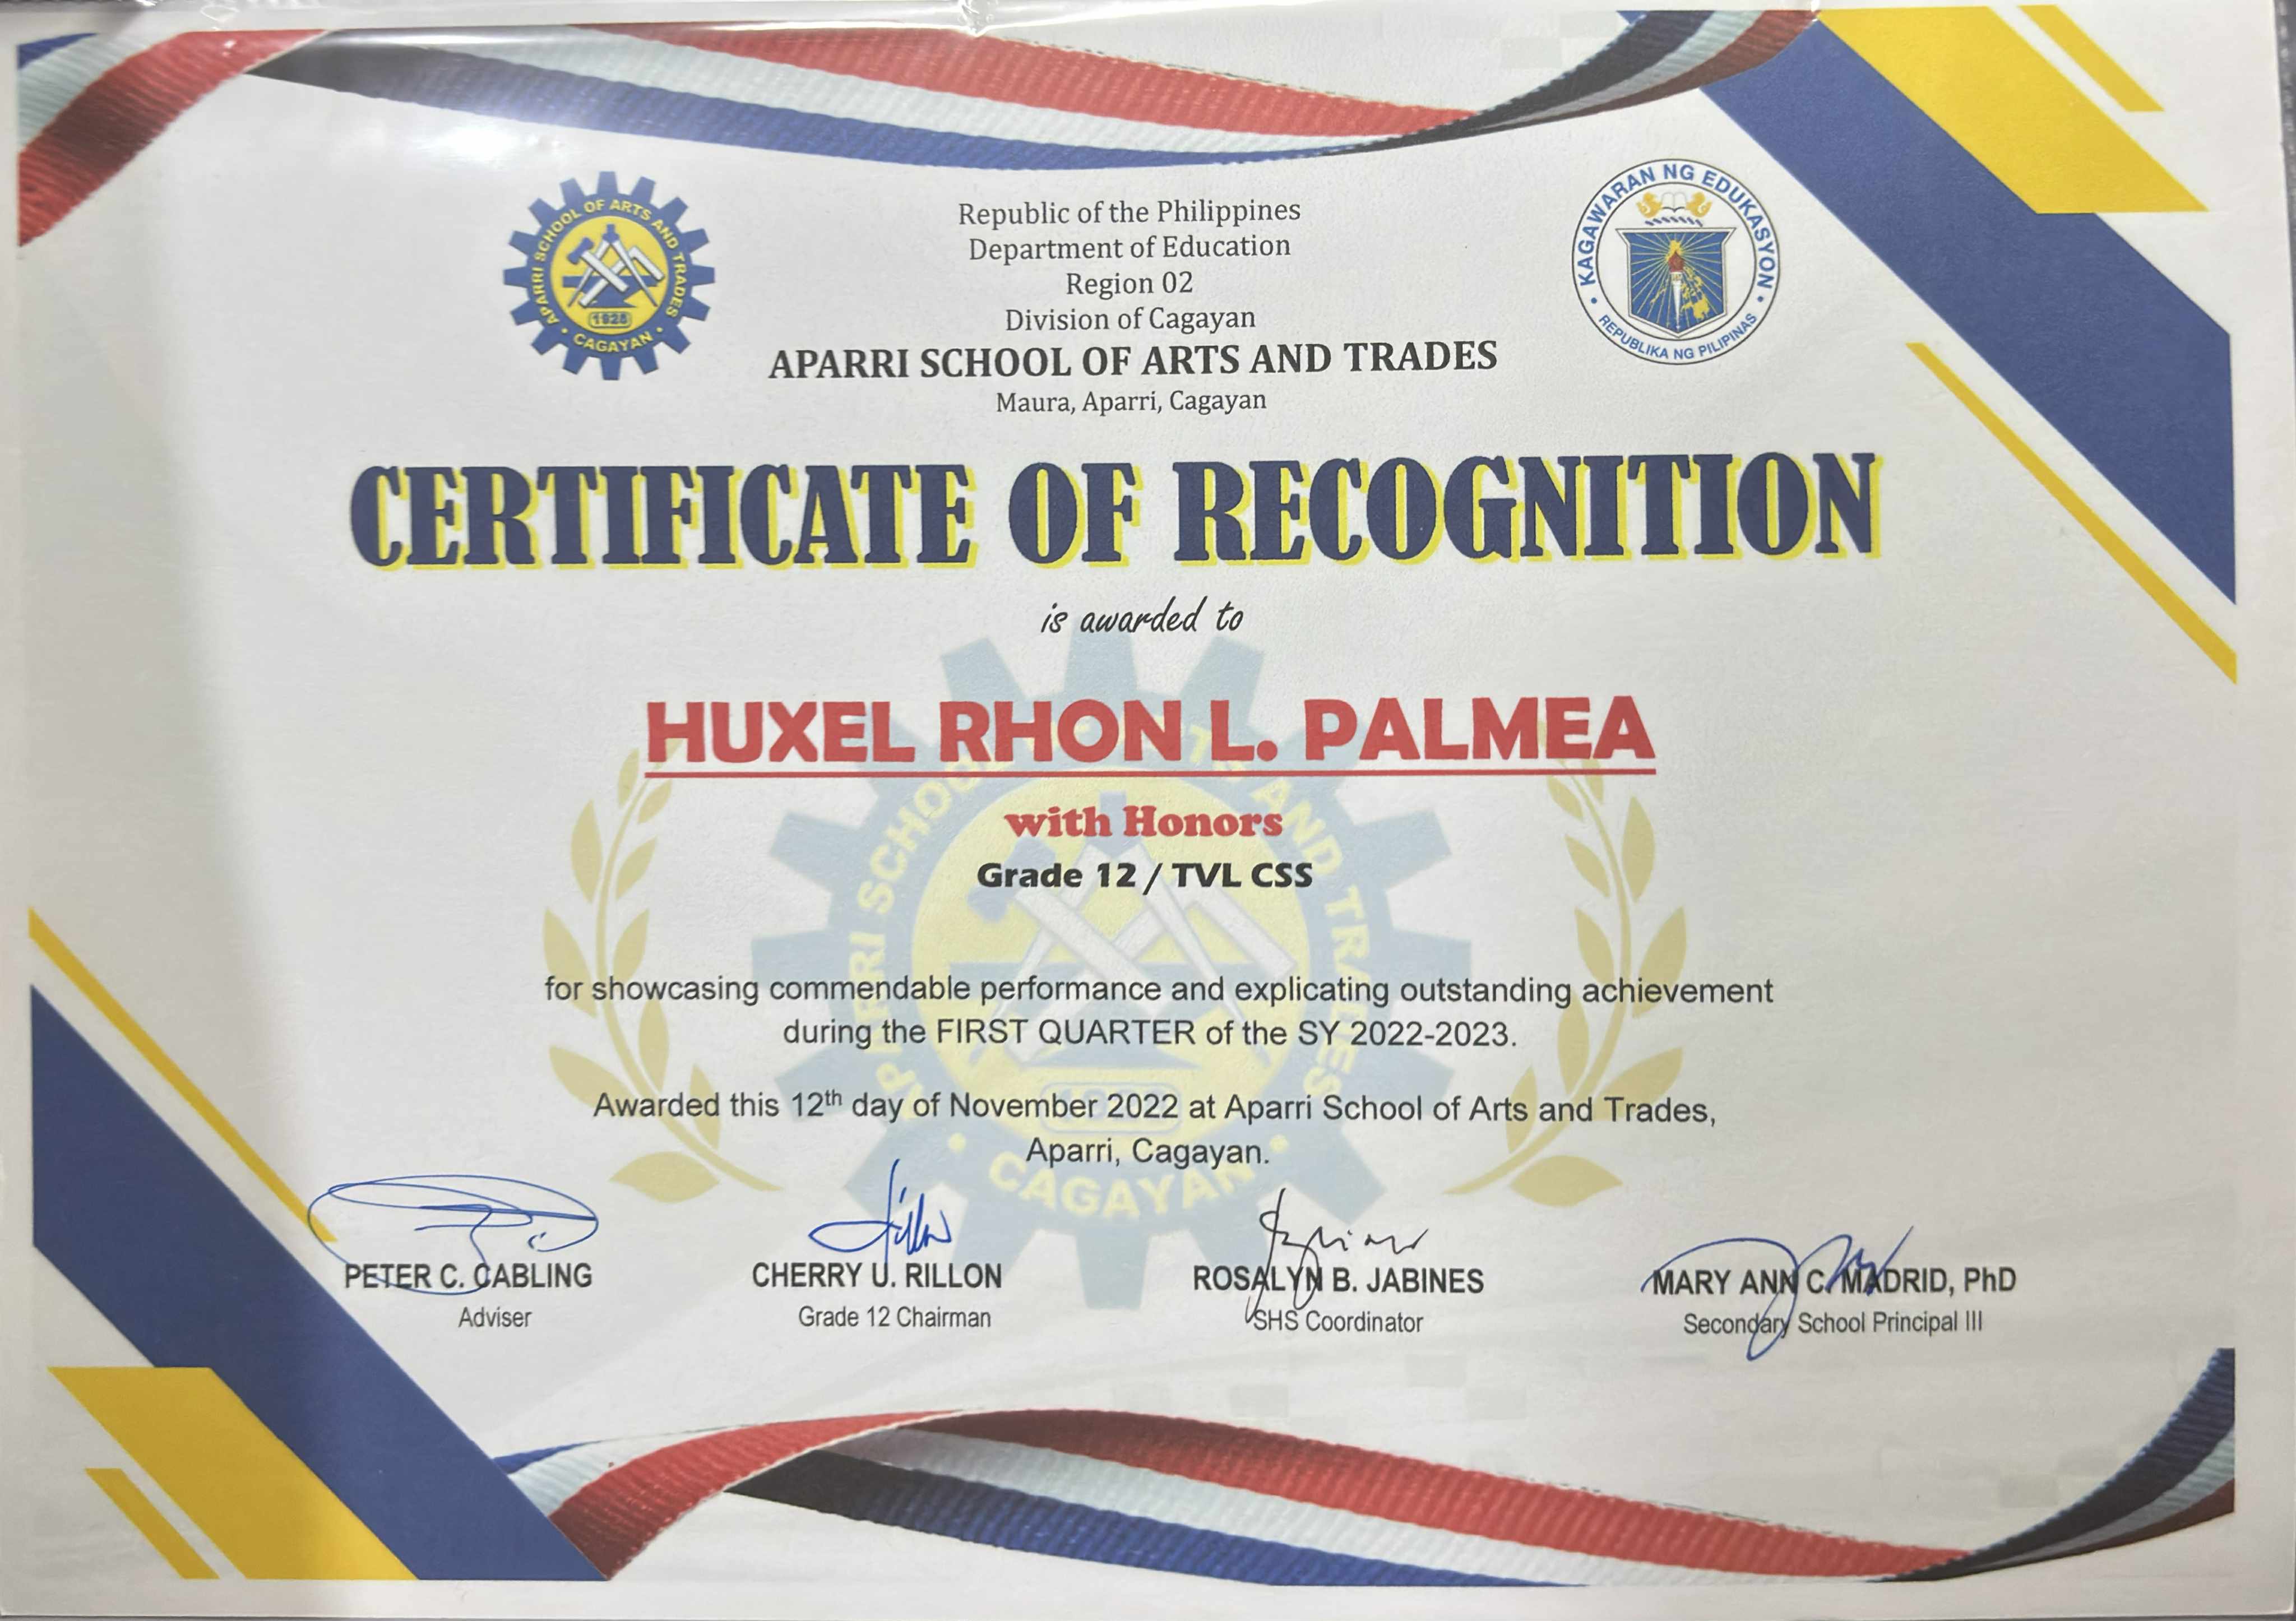 APARRI SCHOOL OF ARTS AND TRADES
1928
CAGAYAN
Republic of the Philippines
Department of Education
Region 02
Division of Cagayan
APARRI SCHOOL OF ARTS AND TRADES
Maura, Aparri, Cagayan
KAGAWARAN NG EDUKASYON
REPUBLIKA NG PILIPINAS
CERTIFICATE OF RECOGNITION
is awarded to
HUXEL RHON L. PALMEA
with Honors
Grade 12 / TVL CSS
for showcasing commendable performance and explicating outstanding achievement
during the FIRST QUARTER of the SY 2022-2023.
Awarded this 12th day of November 2022 at Aparri School of Arts and Trades,
Aparri, Cagayan.
CAGAYAN
PETER C. CABLING
Adviser
CHERRY U. RILLON
Grade 12 Chairman
ROSALYN B. JABINES
SHS Coordinator
MARY ANN C. MADRID, PhD
Secondary School Principal III